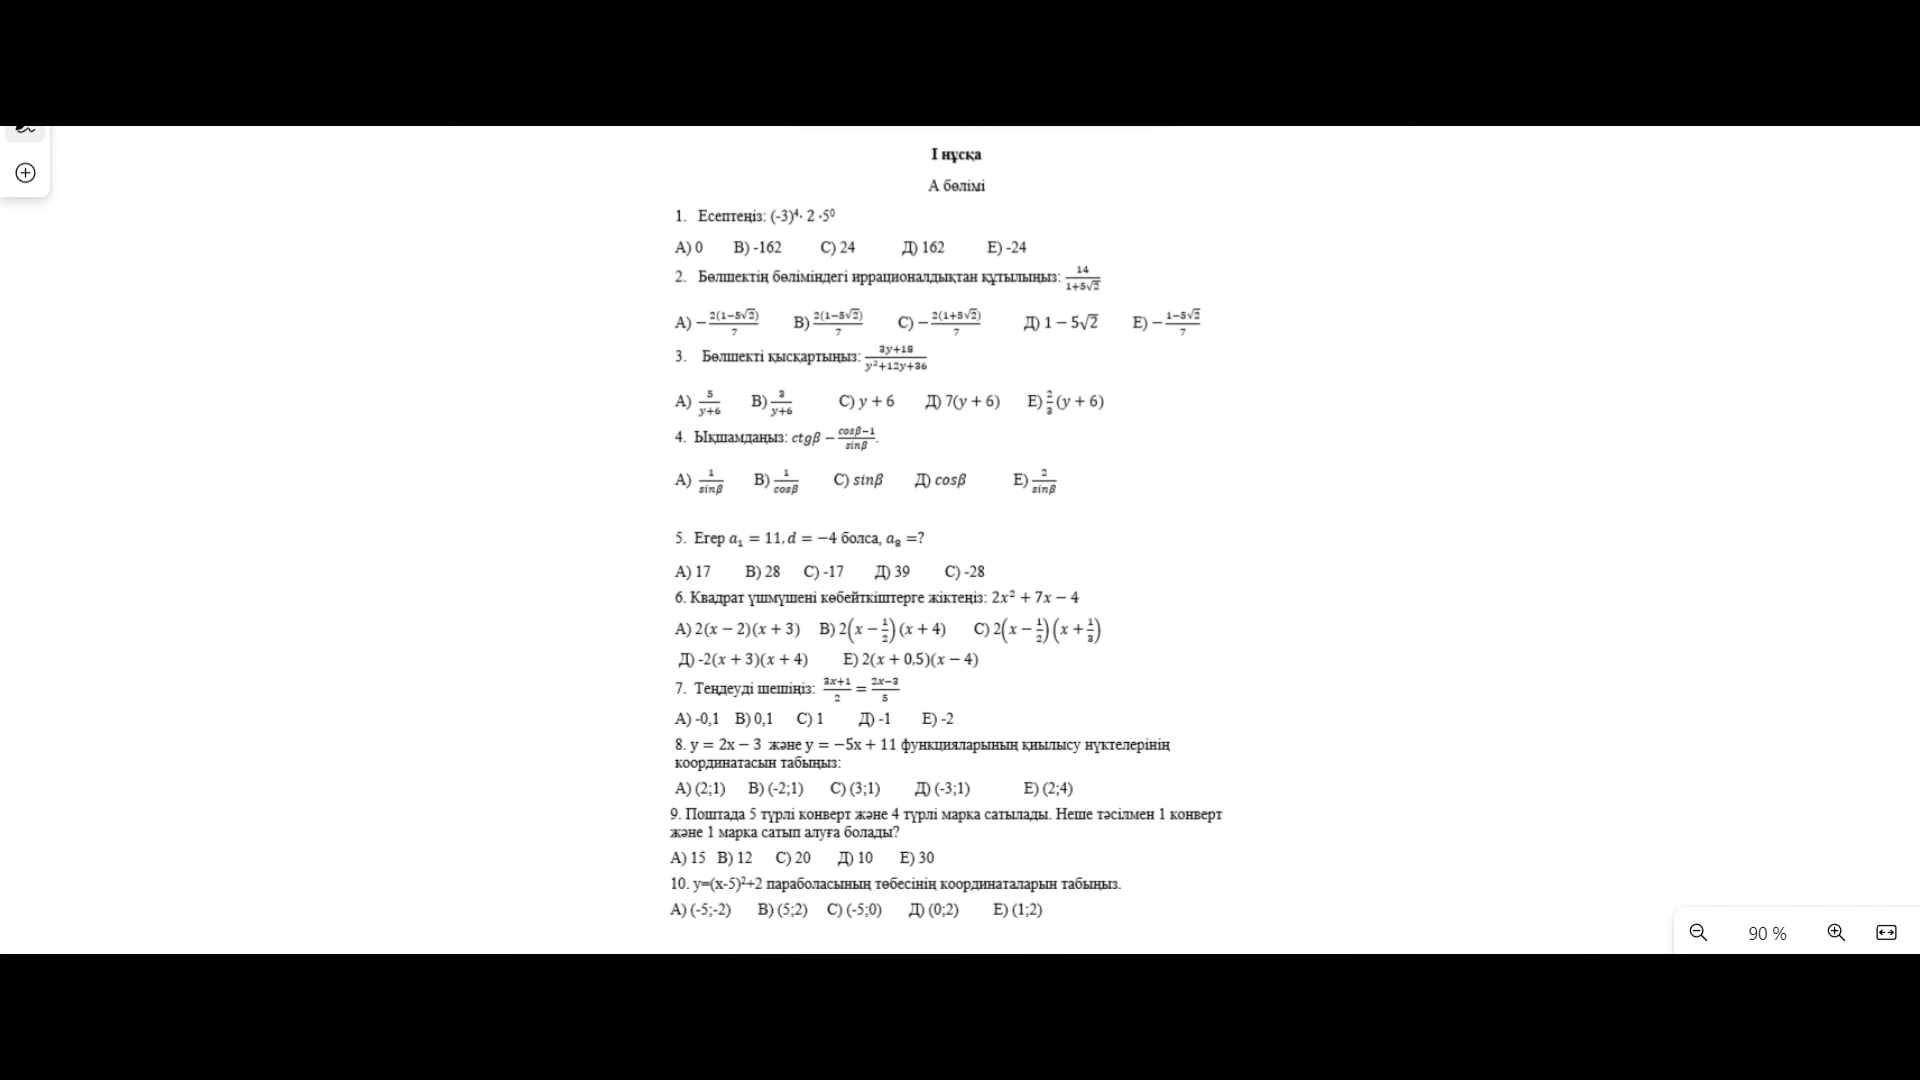 І нұсқа
А бөлімі
1. Есептеңіз: (-3)⁴· 2 ·5⁰
А) 0 В) -162 С) 24 Д) 162 Е) -24
2. Бөлшектің бөліміндегі иррационалдықтан құтылыңыз: 14/(1+5√2)
А) −2(1−5√2)/7 В) 2(1−5√2)/7 С) −2(1+5√2)/7 Д) 1 − 5√2 Е) −(1−5√2)/7
3. Бөлшекті қысқартыңыз: (3y+18)/(y²+12y+36)
А) 5/(y+6) В) 3/(y+6) С) y + 6 Д) 7(y + 6) Е) 2/3 (y + 6)
4. Ықшамдаңыз: ctgβ − (cosβ−1)/sinβ.
А) 1/sinβ В) 1/cosβ С) sinβ Д) cosβ Е) 2/sinβ
5. Егер a₁ = 11, d = −4 болса, a₈ =?
А) 17 В) 28 С) -17 Д) 39 С) -28
6. Квадрат үшмүшені көбейткіштерге жіктеңіз: 2x² + 7x − 4
А) 2(x − 2)(x + 3) В) 2(x − 1/2)(x + 4) С) 2(x − 1/2)(x + 1/3)
Д) -2(x + 3)(x + 4) Е) 2(x + 0,5)(x − 4)
7. Теңдеуді шешіңіз: (3x+1)/2 = (2x−3)/5
А) -0,1 В) 0,1 С) 1 Д) -1 Е) -2
8. y = 2x − 3 және y = −5x + 11 функцияларының қиылысу нүктелерінің
координатасын табыңыз:
А) (2;1) В) (-2;1) С) (3;1) Д) (-3;1) Е) (2;4)
9. Поштада 5 түрлі конверт және 4 түрлі марка сатылады. Неше тәсілмен 1 конверт
және 1 марка сатып алуға болады?
А) 15 В) 12 С) 20 Д) 10 Е) 30
10. y=(x-5)²+2 параболасының төбесінің координаталарын табыңыз.
А) (-5;-2) В) (5;2) С) (-5;0) Д) (0;2) Е) (1;2)
90 %